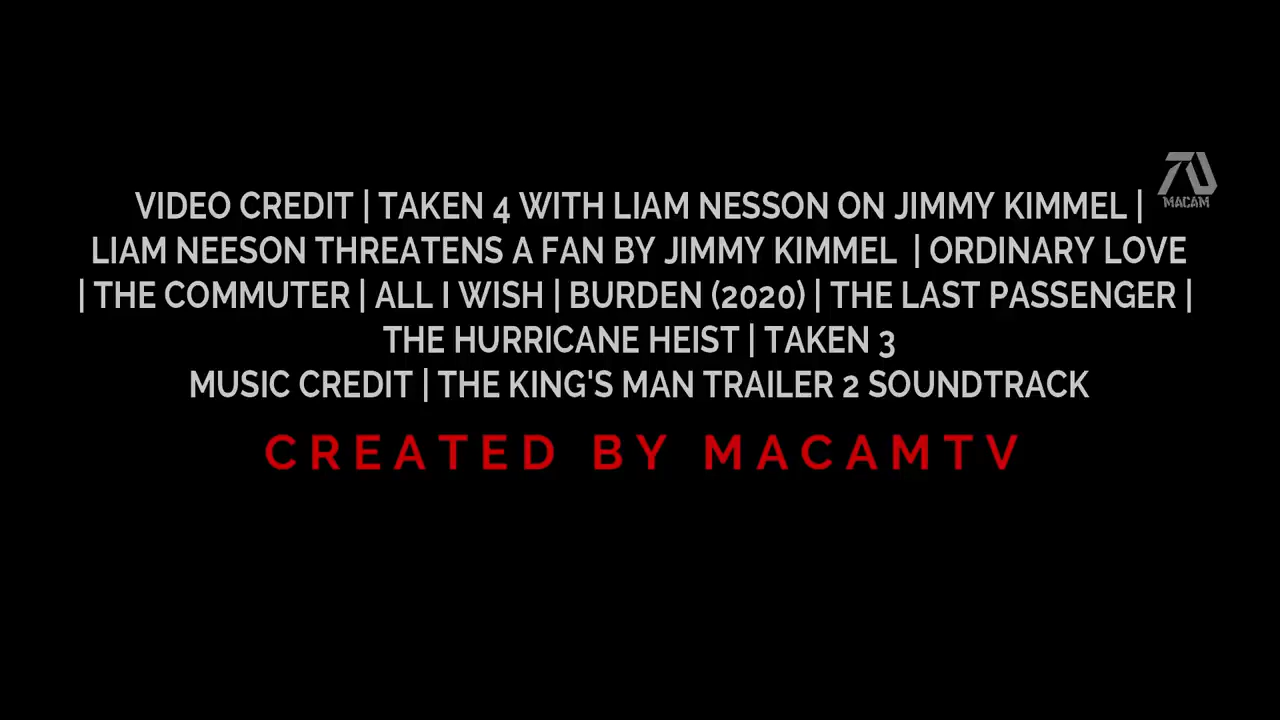 VIDEO CREDIT | TAKEN 4 WITH LIAM NESSON ON JIMMY KIMMEL |
LIAM NEESON THREATENS A FAN BY JIMMY KIMMEL | ORDINARY LOVE
| THE COMMUTER | ALL I WISH | BURDEN (2020) | THE LAST PASSENGER |
THE HURRICANE HEIST | TAKEN 3
MUSIC CREDIT | THE KING'S MAN TRAILER 2 SOUNDTRACK
CREATED BY MACAMTV
MACAM